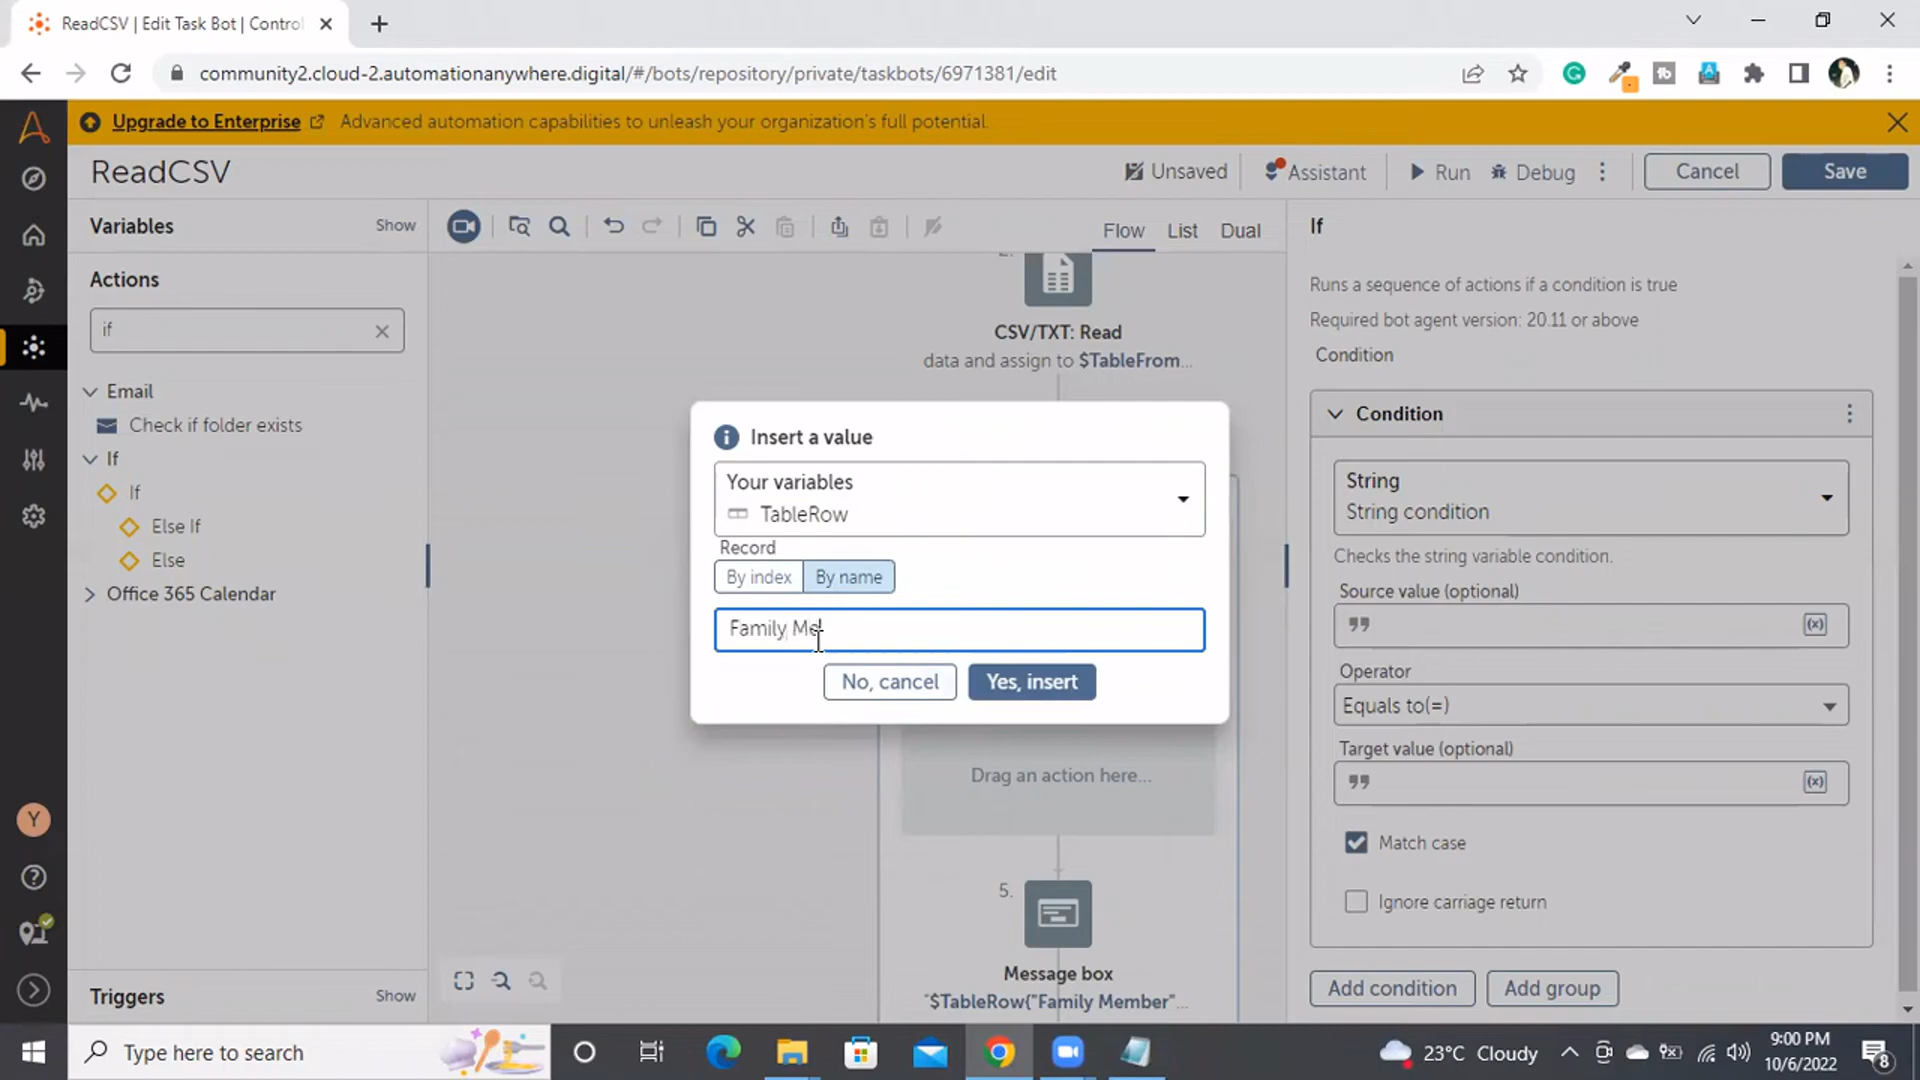 ReadCSV | Edit Task Bot | Contro
community2.cloud-2.automationanywhere.digital/#/bots/repository/private/taskbots/6971381/edit
Upgrade to Enterprise Advanced automation capabilities to unleash your organization's full potential.
ReadCSV
Unsaved
Assistant
Run
Debug
Cancel
Save
Variables
Show
Flow
List
Dual
If
Actions
if
Email
Check if folder exists
If
If
Else If
Else
Office 365 Calendar
2.
CSV/TXT: Read
data and assign to $TableFrom...
Insert a value
Your variables
TableRow
Record
By index
By name
Family Me
No, cancel
Yes, insert
Drag an action here...
5.
Message box
"$TableRow{"Family Member"...
Runs a sequence of actions if a condition is true
Required bot agent version: 20.11 or above
Condition
Condition
String
String condition
Checks the string variable condition.
Source value (optional)
(x)
Operator
Equals to(=)
Target value (optional)
(x)
Match case
Ignore carriage return
Add condition
Add group
Y
Triggers
Show
Type here to search
23°C Cloudy
9:00 PM
10/6/2022
8